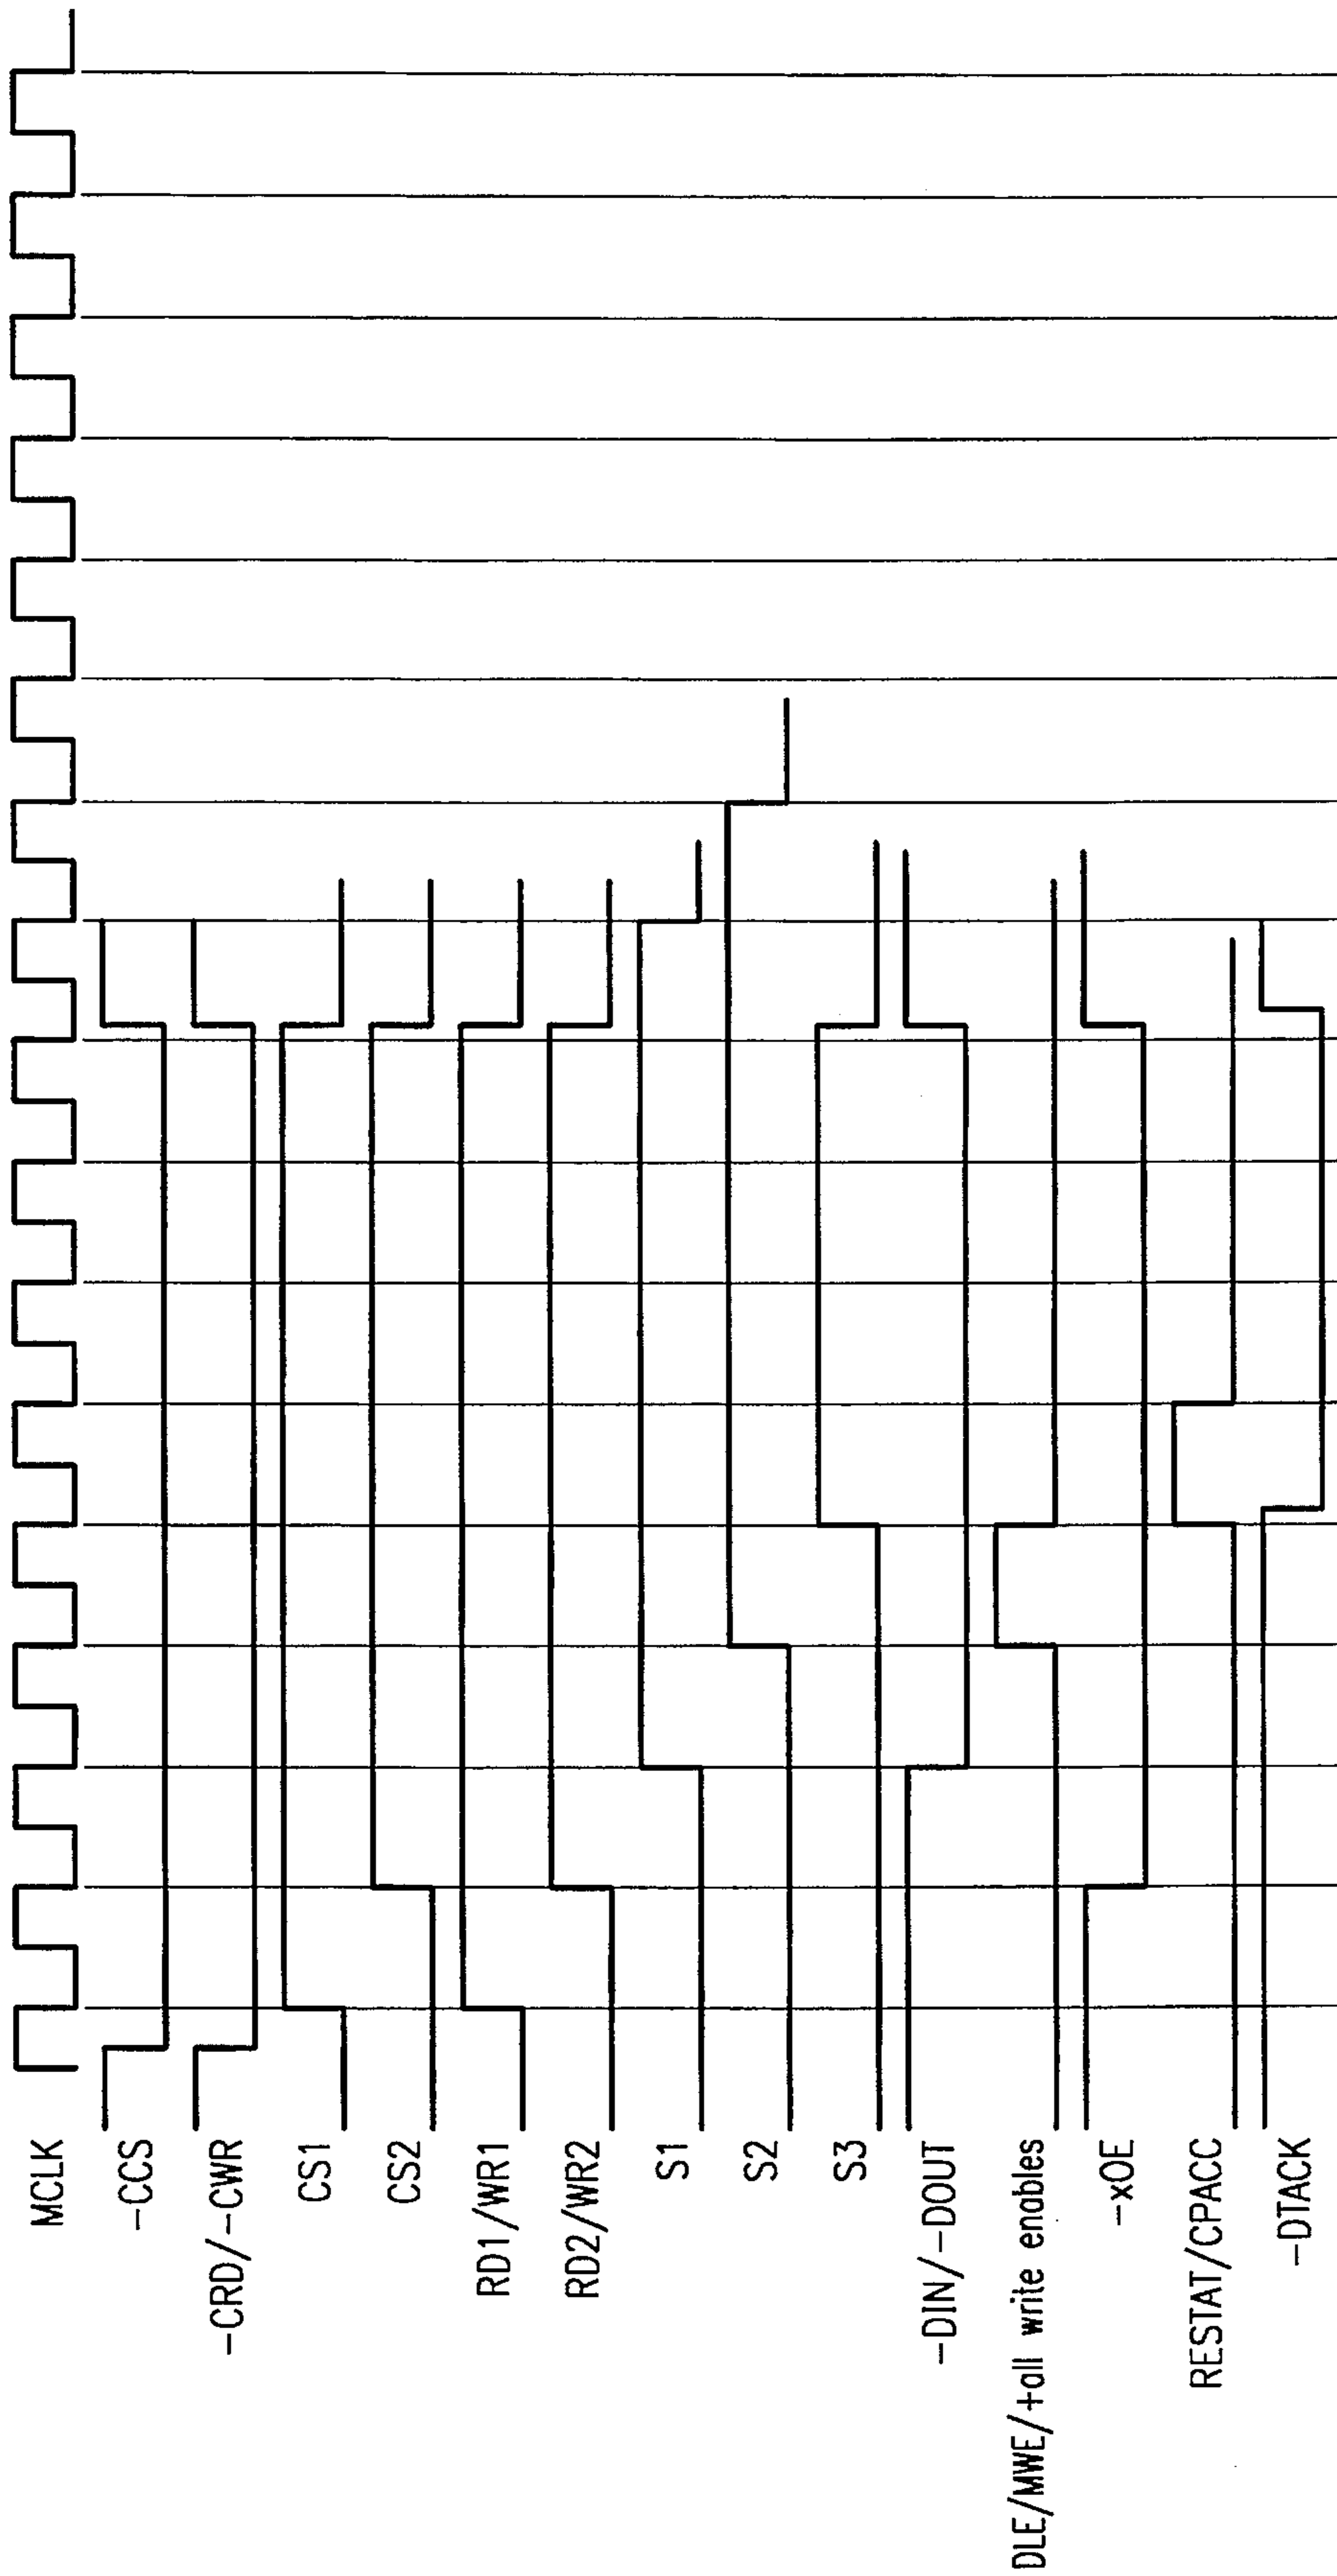 MCLK
-CCS
-CRD/-CWR
CS1
CS2
RD1/WR1
RD2/WR2
S1
S2
S3
-DIN/-DOUT
DLE/MWE/+all write enables
-xOE
RESTAT/CPACC
-DTACK